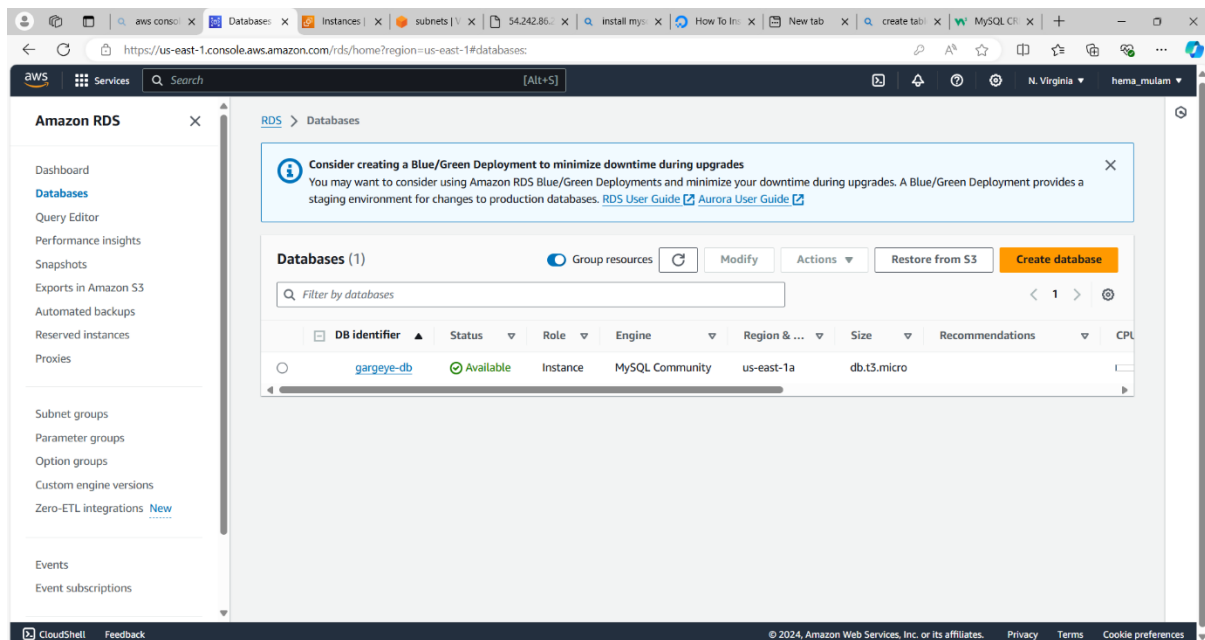 aws consol
Databases
Instances |
subnets | V
54.242.86.2
install mys
How To Ins
New tab
create tabl
MySQL CR
https://us-east-1.console.aws.amazon.com/rds/home?region=us-east-1#databases:
aws
Services
Search
[Alt+S]
N. Virginia
hema_mulam
Amazon RDS
Dashboard
Databases
Query Editor
Performance insights
Snapshots
Exports in Amazon S3
Automated backups
Reserved instances
Proxies
Subnet groups
Parameter groups
Option groups
Custom engine versions
Zero-ETL integrations New
Events
Event subscriptions
RDS > Databases
Consider creating a Blue/Green Deployment to minimize downtime during upgrades
You may want to consider using Amazon RDS Blue/Green Deployments and minimize your downtime during upgrades. A Blue/Green Deployment provides a
staging environment for changes to production databases. RDS User Guide Aurora User Guide
Databases (1)
Group resources
Modify
Actions
Restore from S3
Create database
Filter by databases
1
DB identifier Status Role Engine Region & ... Size Recommendations CPU
gargeye-db Available Instance MySQL Community us-east-1a db.t3.micro
CloudShell Feedback
© 2024, Amazon Web Services, Inc. or its affiliates. Privacy Terms Cookie preferences